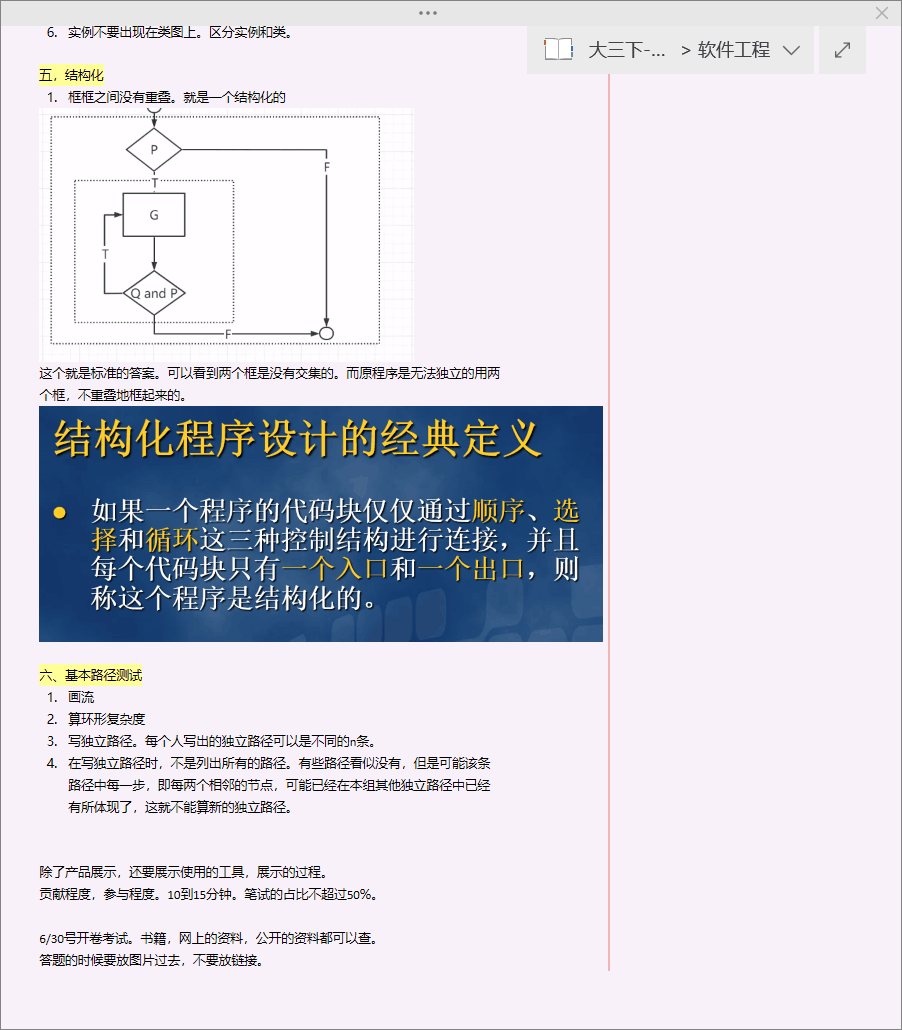 6. 实例不要出现在类图上。区分实例和类。
大三下-... > 软件工程
五，结构化
1. 框框之间没有重叠。就是一个结构化的
P
F
T
G
T
Q and P
F
这个就是标准的答案。可以看到两个框是没有交集的。而原程序是无法独立的用两
个框，不重叠地框起来的。
结构化程序设计的经典定义
• 如果一个程序的代码块仅仅通过顺序、选
择和循环这三种控制结构进行连接，并且
每个代码块只有一个入口和一个出口，则
称这个程序是结构化的。
六、基本路径测试
1. 画流
2. 算环形复杂度
3. 写独立路径。每个人写出的独立路径可以是不同的n条。
4. 在写独立路径时，不是列出所有的路径。有些路径看似没有，但是可能该条
路径中每一步，即每两个相邻的节点，可能已经在本组其他独立路径中已经
有所体现了，这就不能算新的独立路径。
除了产品展示，还要展示使用的工具，展示的过程。
贡献程度，参与程度。10到15分钟。笔试的占比不超过50%。
6/30号开卷考试。书籍，网上的资料，公开的资料都可以查。
答题的时候要放图片过去，不要放链接。